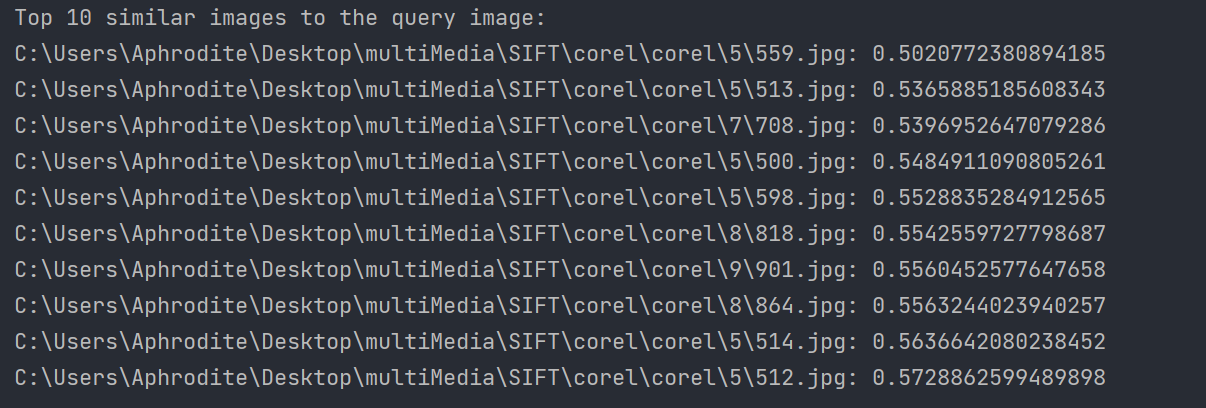 Top 10 similar images to the query image:
C:\Users\Aphrodite\Desktop\multiMedia\SIFT\corel\corel\5\559.jpg: 0.5020772380894185
C:\Users\Aphrodite\Desktop\multiMedia\SIFT\corel\corel\5\513.jpg: 0.5365885185608343
C:\Users\Aphrodite\Desktop\multiMedia\SIFT\corel\corel\7\708.jpg: 0.5396952647079286
C:\Users\Aphrodite\Desktop\multiMedia\SIFT\corel\corel\5\500.jpg: 0.5484911090805261
C:\Users\Aphrodite\Desktop\multiMedia\SIFT\corel\corel\5\598.jpg: 0.5528835284912565
C:\Users\Aphrodite\Desktop\multiMedia\SIFT\corel\corel\8\818.jpg: 0.5542559727798687
C:\Users\Aphrodite\Desktop\multiMedia\SIFT\corel\corel\9\901.jpg: 0.5560452577647658
C:\Users\Aphrodite\Desktop\multiMedia\SIFT\corel\corel\8\864.jpg: 0.5563244023940257
C:\Users\Aphrodite\Desktop\multiMedia\SIFT\corel\corel\5\514.jpg: 0.5636642080238452
C:\Users\Aphrodite\Desktop\multiMedia\SIFT\corel\corel\5\512.jpg: 0.5728862599489898